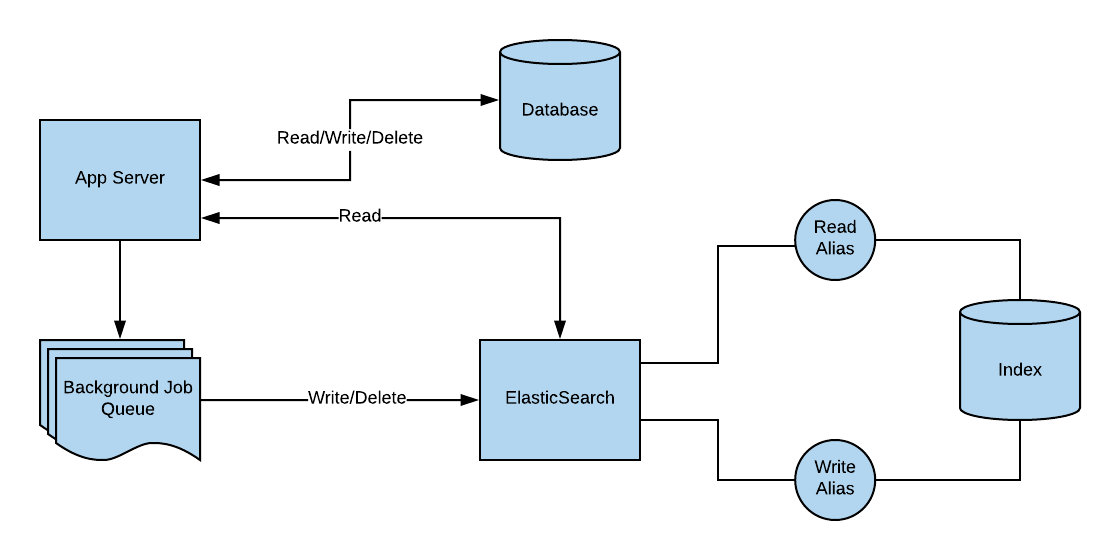 Database
Read/Write/Delete
App Server
Read
Read
Alias
Index
Background Job
Queue
Write/Delete
ElasticSearch
Write
Alias